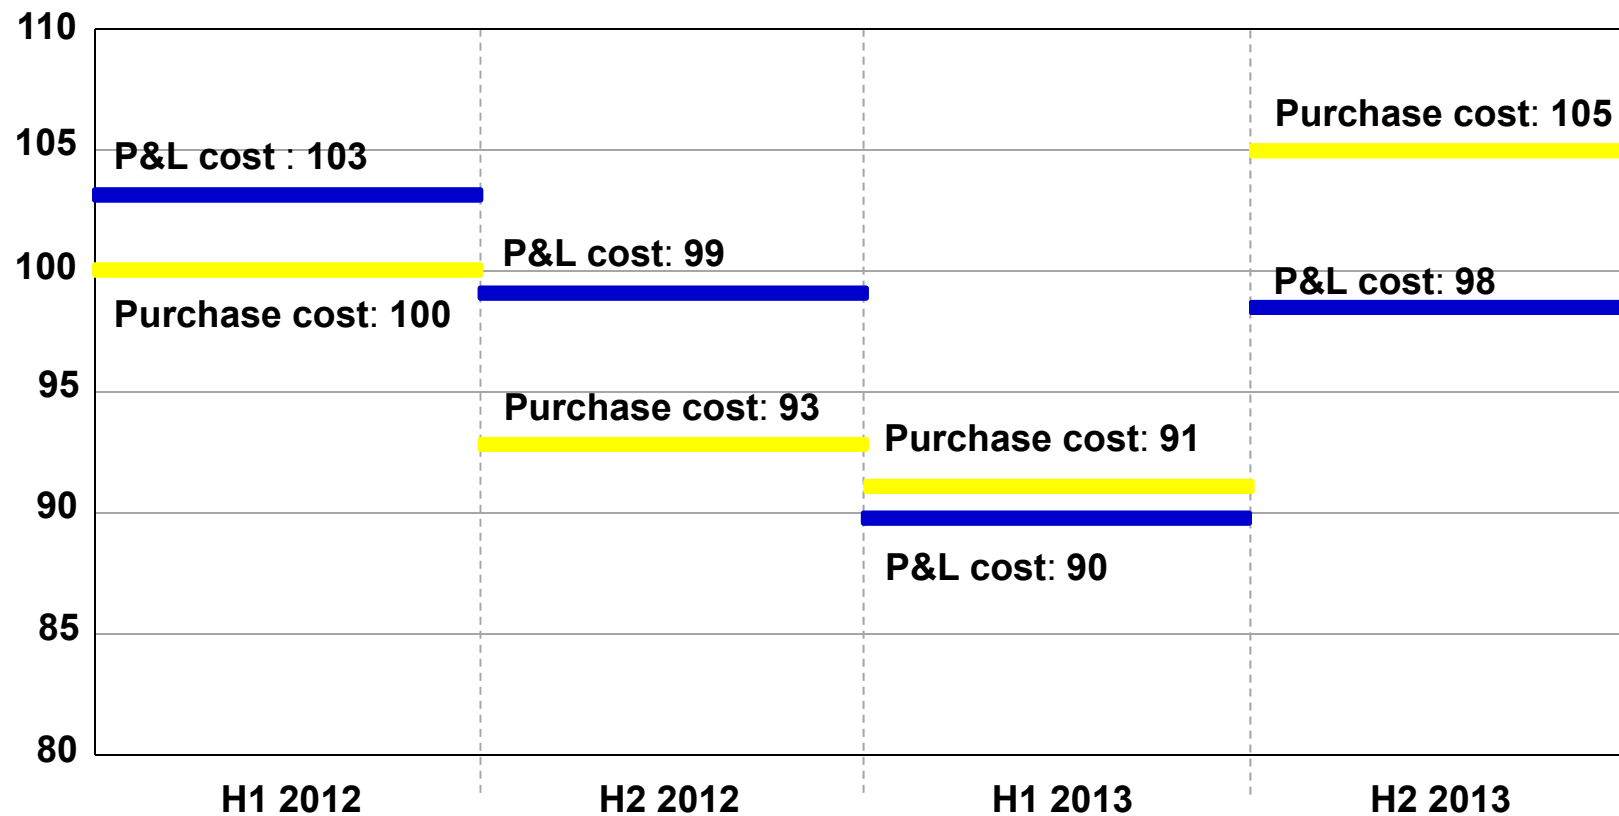 110
Purchase cost: 105
105
P&L cost : 103
P&L cost: 99
100
P&L cost: 98
Purchase cost: 100
95
Purchase cost: 93
Purchase cost: 91
90
P&L cost: 90
85
80
H1 2012
H2 2012
H1 2013
H2 2013